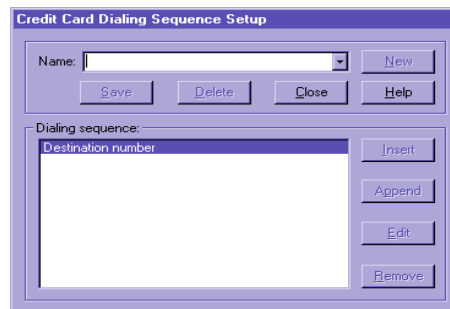 Credit Card Dialing Sequence Setup
Name:
New
Save Delete Close Help
Dialing sequence:
Destination number
Insert
Append
Edit
Remove